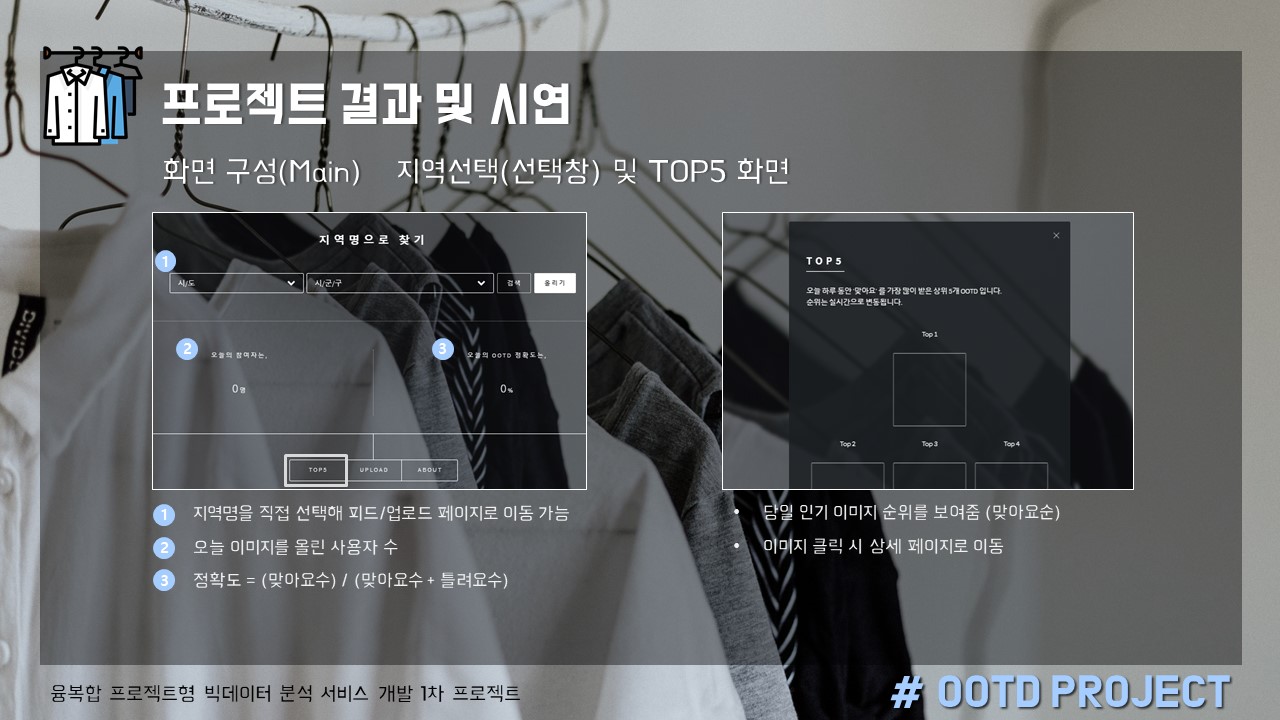 프로젝트 결과 및 시연
화면 구성(Main) 지역선택(선택창) 및 TOP5 화면
지역명으로 찾기
1
시/도 시/군/구 검색 올리기
2 오늘의 참여자는, 3 오늘의 OOTD 정확도는,
0명 0%
TOP5 UPLOAD ABOUT
×
TOP5
오늘 하루 동안 '맞아요' 를 가장 많이 받은 상위 5개 OOTD 입니다.
순위는 실시간으로 변동됩니다.
Top 1
Top 2 Top 3 Top 4
1 지역명을 직접 선택해 피드/업로드 페이지로 이동 가능
2 오늘 이미지를 올린 사용자 수
3 정확도 = (맞아요수) / (맞아요수 + 틀려요수)
• 당일 인기 이미지 순위를 보여줌 (맞아요순)
• 이미지 클릭 시 상세 페이지로 이동
융복합 프로젝트형 빅데이터 분석 서비스 개발 1차 프로젝트
# OOTD PROJECT